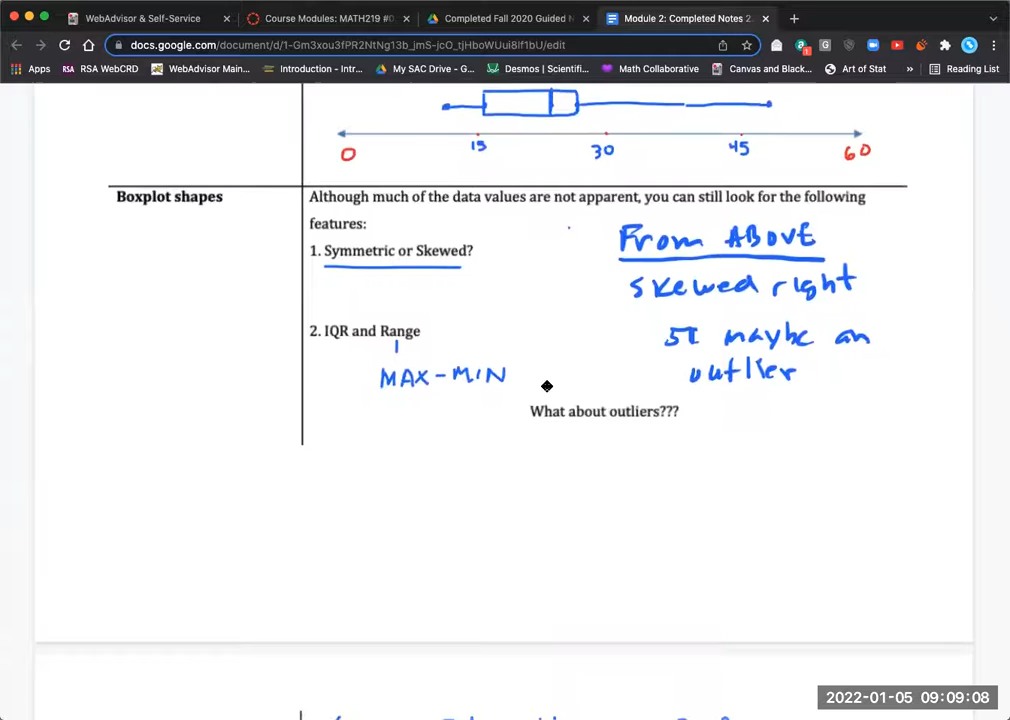 WebAdvisor & Self-Service
Course Modules: MATH219 #0
Completed Fall 2020 Guided N
Module 2: Completed Notes 2.
docs.google.com/document/d/1-Gm3xou3fPR2NtNg13b_jmS-jcO_tjHboWUui8lf1bU/edit
Apps
RSA WebCRD
WebAdvisor Main...
Introduction - Intr...
My SAC Drive - G...
Desmos | Scientifi...
Math Collaborative
Canvas and Black...
Art of Stat
»
Reading List
0 15 30 45 60
Boxplot shapes
Although much of the data values are not apparent, you can still look for the following
features:
1. Symmetric or Skewed?
From ABOVE
skewed right
2. IQR and Range
MAX-MIN
maybe an
outlier
What about outliers???
2022-01-05 09:09:08